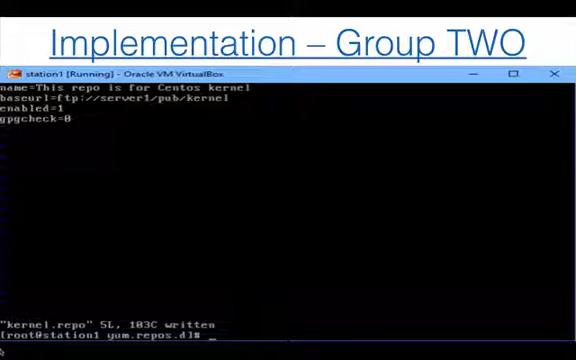 Implementation – Group TWO
station1 [Running] - Oracle VM VirtualBox
name=This repo is for Centos kernel
baseurl=ftp://server1/pub/kernel
enabled=1
gpgcheck=0
"kernel.repo" 5L, 103C written
[root@station1 yum.repos.d]# _